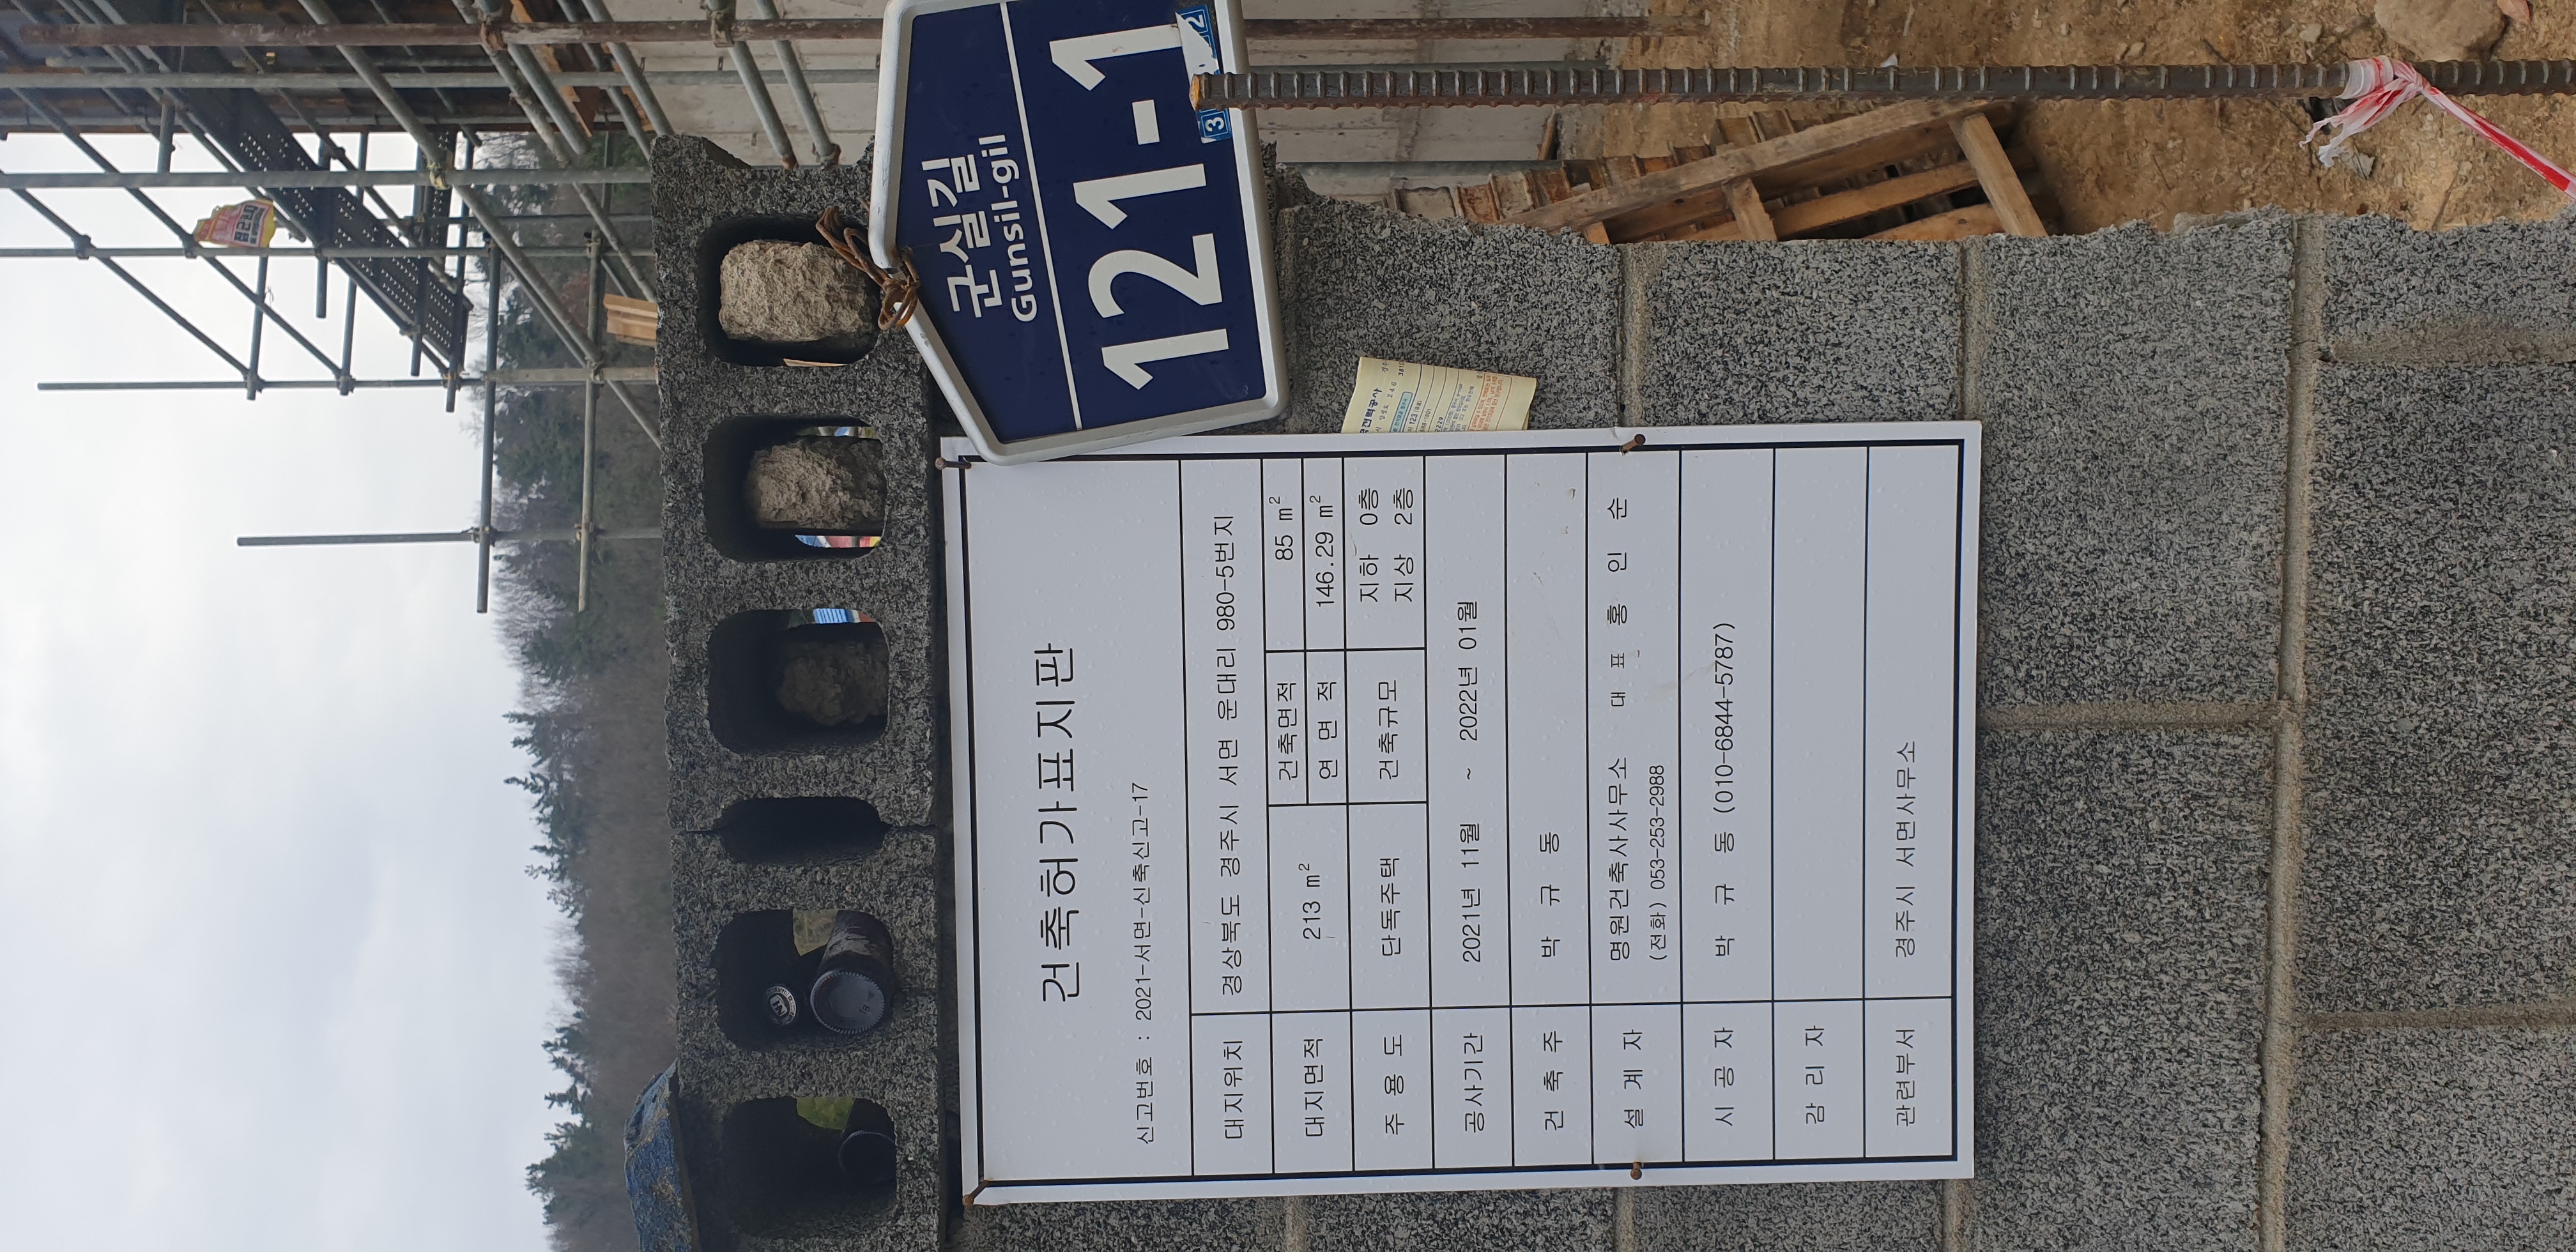 군실길
Gunsil-gil
121-1
3
2
건축허가표지판
신고번호 : 2021-서면-신축신고-17
대지위치 경상북도 경주시 서면 운대리 980-5번지
대지면적 213 ㎡ 건축면적 85 ㎡
연 면 적 146.29 ㎡
주 용 도 단독주택 건축규모 지하 0층
지상 2층
공사기간 2021년 11월 ~ 2022년 01월
건 축 주 박 규 동
설 계 자 명원건축사사무소 대 표 홍 인 순
(전화) 053-253-2988
시 공 자 박 규 동 (010-6844-5787)
감 리 자
관련부서 경주시 서면사무소